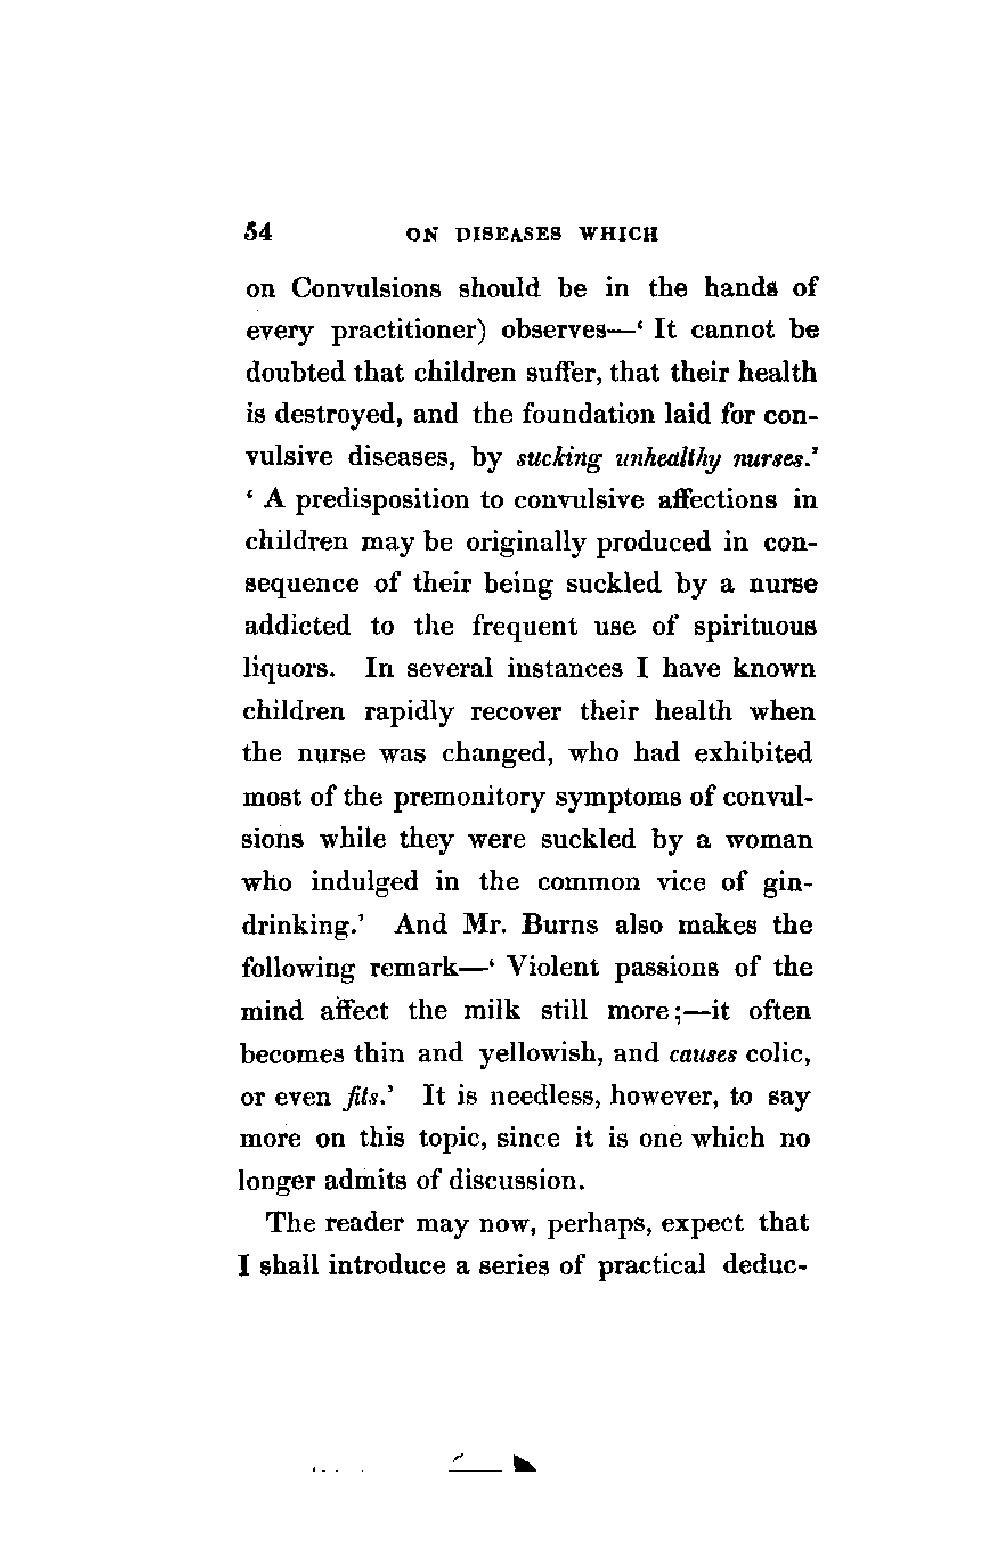 54 ON DISEASES WHICH
on Convulsions should be in the hands of
every practitioner) observes—‘ It cannot be
doubted that children suffer, that their health
is destroyed, and the foundation laid for con-
vulsive diseases, by sucking unhealthy nurses.’
‘ A predisposition to convulsive affections in
children may be originally produced in con-
sequence of their being suckled by a nurse
addicted to the frequent use of spirituous
liquors. In several instances I have known
children rapidly recover their health when
the nurse was changed, who had exhibited
most of the premonitory symptoms of convul-
sions while they were suckled by a woman
who indulged in the common vice of gin-
drinking.’ And Mr. Burns also makes the
following remark—‘ Violent passions of the
mind affect the milk still more;—it often
becomes thin and yellowish, and causes colic,
or even fits.’ It is needless, however, to say
more on this topic, since it is one which no
longer admits of discussion.
The reader may now, perhaps, expect that
I shall introduce a series of practical deduc-